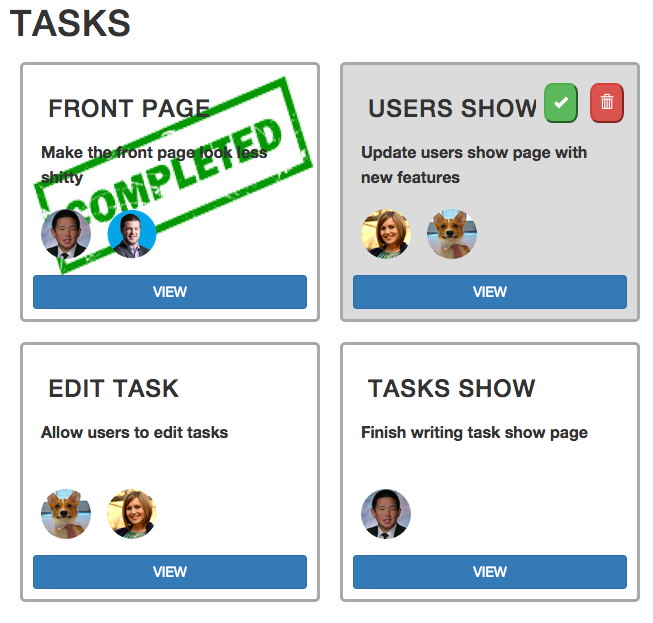 TASKS
FRONT PAGE
Make the front page look less
shitty
COMPLETED
VIEW
USERS SHOW
Update users show page with
new features
VIEW
EDIT TASK
Allow users to edit tasks
VIEW
TASKS SHOW
Finish writing task show page
VIEW